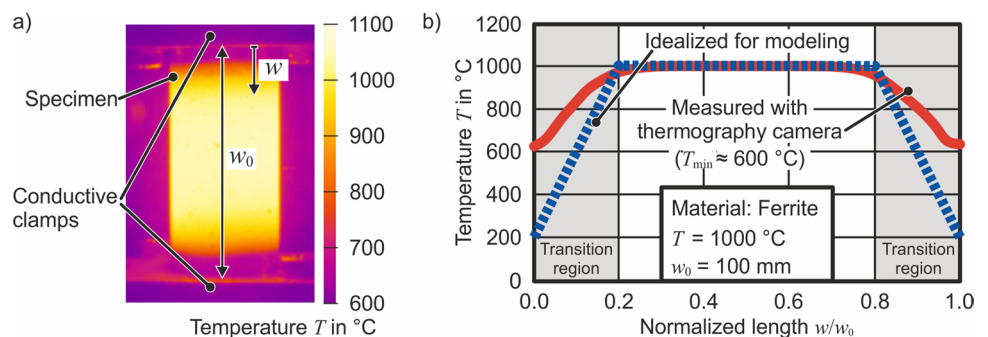 a)
Specimen
Conductive
clamps
w
w₀
1100
1000
900
800
700
600
Temperature T in °C
b)
Temperature T in °C
1200
1000
800
600
400
200
0
Idealized for modeling
Measured with
thermography camera
(Tmin ≈ 600 °C)
Material: Ferrite
T = 1000 °C
w₀ = 100 mm
Transition
region
Transition
region
0.0 0.2 0.4 0.6 0.8 1.0
Normalized length w/w₀